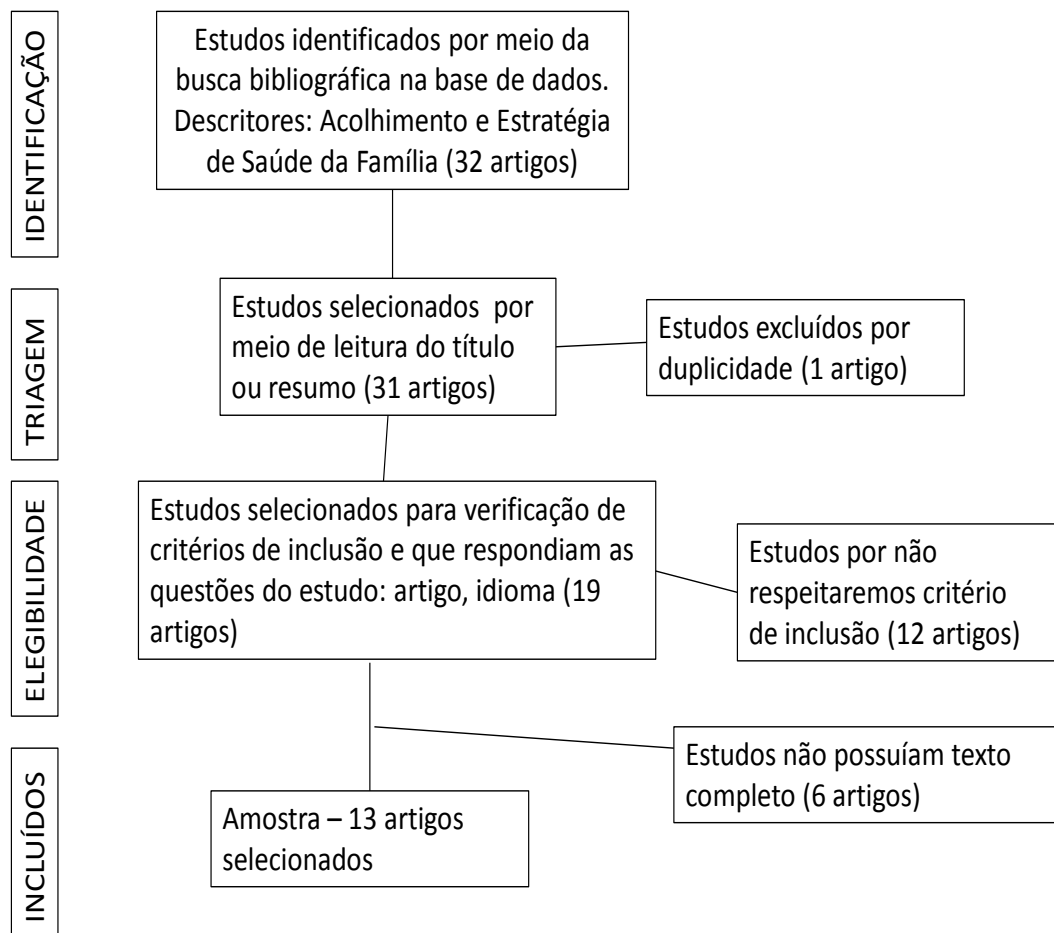 IDENTIFICAÇÃO
Estudos identificados por meio da
busca bibliográfica na base de dados.
Descritores: Acolhimento e Estratégia
de Saúde da Família (32 artigos)
TRIAGEM
Estudos selecionados por
meio de leitura do título
ou resumo (31 artigos)
Estudos excluídos por
duplicidade (1 artigo)
ELEGIBILIDADE
Estudos selecionados para verificação de
critérios de inclusão e que respondiam as
questões do estudo: artigo, idioma (19
artigos)
Estudos por não
respeitaremos critério
de inclusão (12 artigos)
Estudos não possuíam texto
completo (6 artigos)
INCLUÍDOS
Amostra – 13 artigos
selecionados